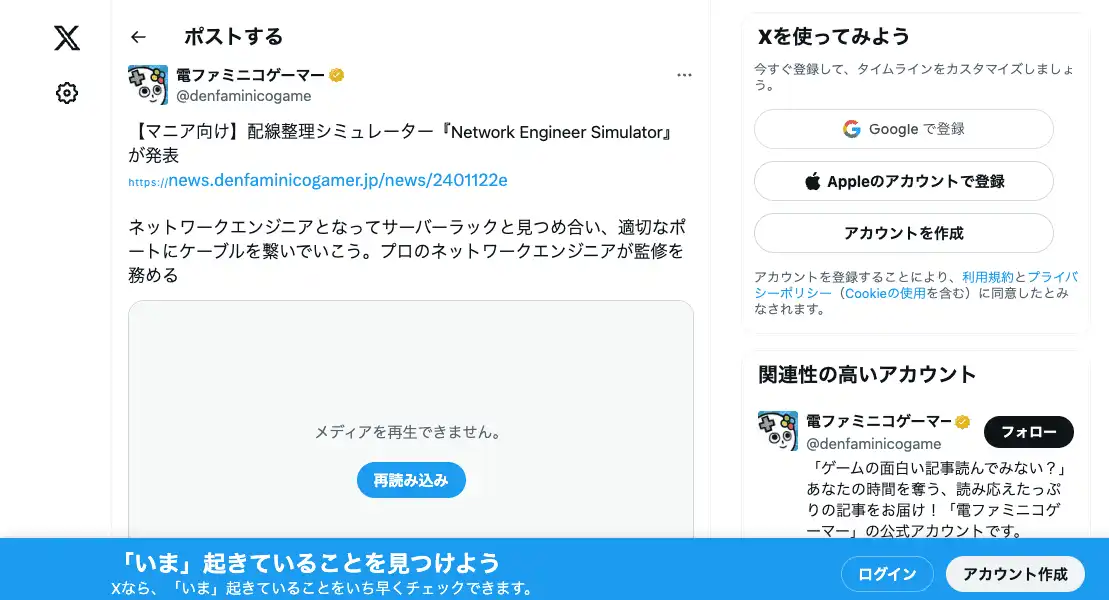 ポストする
電ファミニコゲーマー
@denfaminicogame
【マニア向け】配線整理シミュレーター『Network Engineer Simulator』
が発表
https://news.denfaminicogamer.jp/news/2401122e
ネットワークエンジニアとなってサーバーラックと見つめ合い、適切なポ
ートにケーブルを繋いでいこう。プロのネットワークエンジニアが監修を
務める
メディアを再生できません。
再読み込み
Xを使ってみよう
今すぐ登録して、タイムラインをカスタマイズしましょ
う。
Google で登録
Appleのアカウントで登録
アカウントを作成
アカウントを登録することにより、利用規約とプライバ
シーポリシー（Cookieの使用を含む）に同意したとみ
なされます。
関連性の高いアカウント
電ファミニコゲーマー
@denfaminicogame
フォロー
「ゲームの面白い記事読んでみない？」
あなたの時間を奪う、読み応えたっぷ
りの記事をお届け！「電ファミニコゲ
ーマー」の公式アカウントです。
「いま」起きていることを見つけよう
Xなら、「いま」起きていることをいち早くチェックできます。
ログイン
アカウント作成